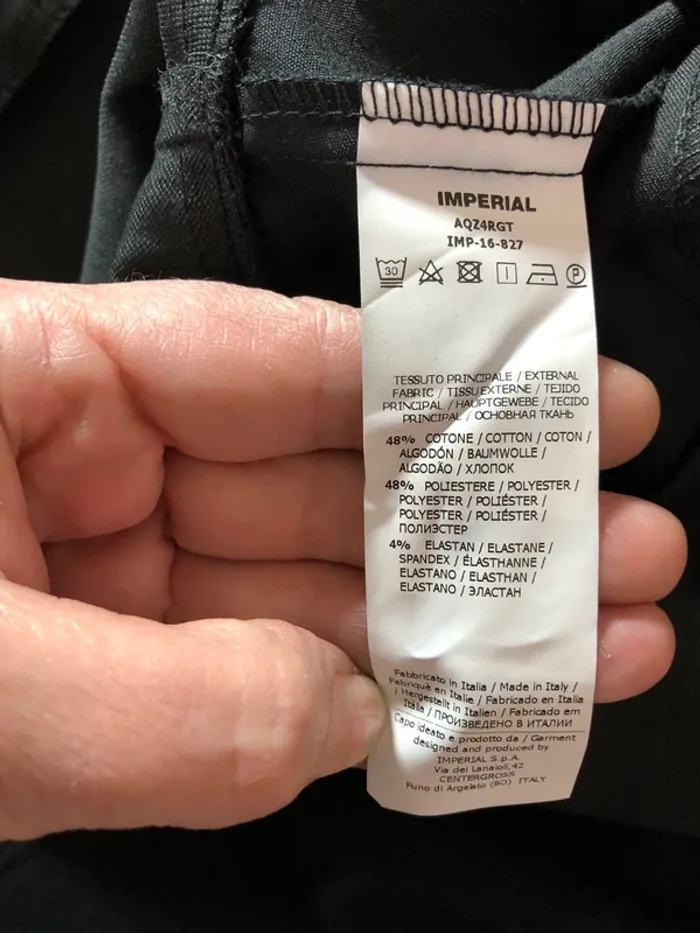 IMPERIAL
AQZ4RGT
IMP-16-827
30
P
TESSUTO PRINCIPALE / EXTERNAL
FABRIC / TISSU EXTERNE / TEJIDO
PRINCIPAL / HAUPTGEWEBE / TECIDO
PRINCIPAL / ОСНОВНАЯ ТКАНЬ
48% COTONE / COTTON / COTON /
ALGODÓN / BAUMWOLLE /
ALGODÃO / ХЛОПОК
48% POLIESTERE / POLYESTER /
POLYESTER / POLIÉSTER /
POLYESTER / POLIÉSTER /
ПОЛИЭСТЕР
4% ELASTAN / ELASTANE /
SPANDEX / ÉLASTHANNE /
ELASTANO / ELASTHAN /
ELASTANO / ЭЛАСТАН
Fabbricato in Italia / Made in Italy /
Fabriqué en Italie / Fabricado en Italia
/ Hergestellt in Italien / Fabricado em
Itália / ПРОИЗВЕДЕНО В ИТАЛИИ
Capo ideato e prodotto da / Garment
designed and produced by
IMPERIAL S.p.A.
Via dei Lanaioli,42
CENTERGROSS
Funo di Argelato (BO) ITALY